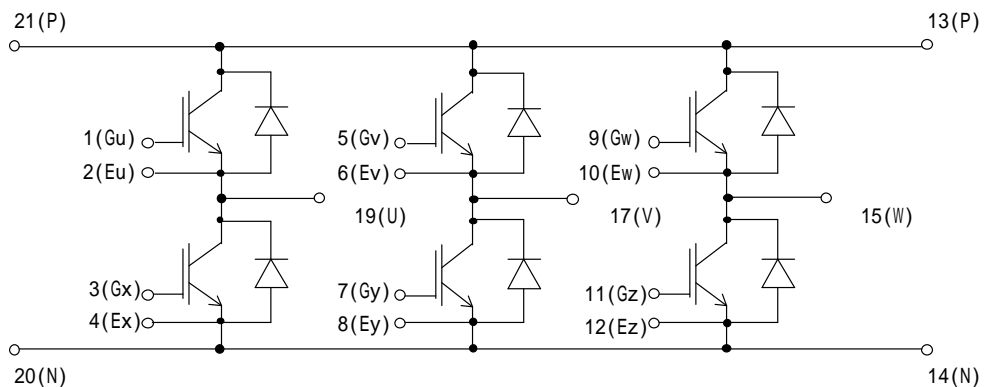 21(P) 13(P)
1(Gu) 5(Gv) 9(Gw)
2(Eu) 6(Ev) 10(Ew)
19(U) 17(V) 15(W)
3(Gx) 7(Gy) 11(Gz)
4(Ex) 8(Ey) 12(Ez)
20(N) 14(N)